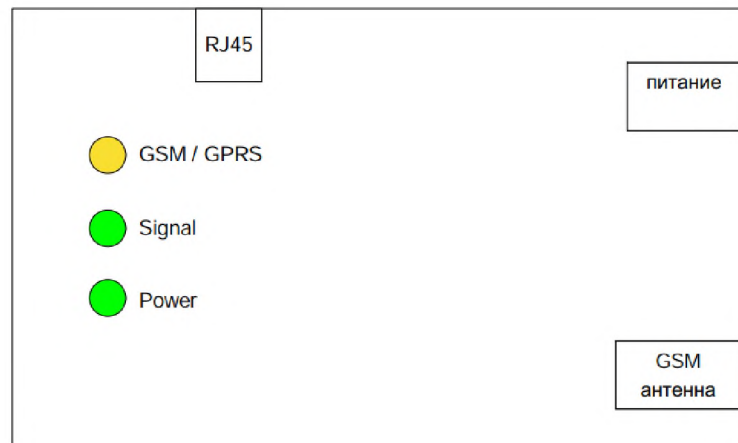 RJ45
питание
GSM / GPRS
Signal
Power
GSM
антенна